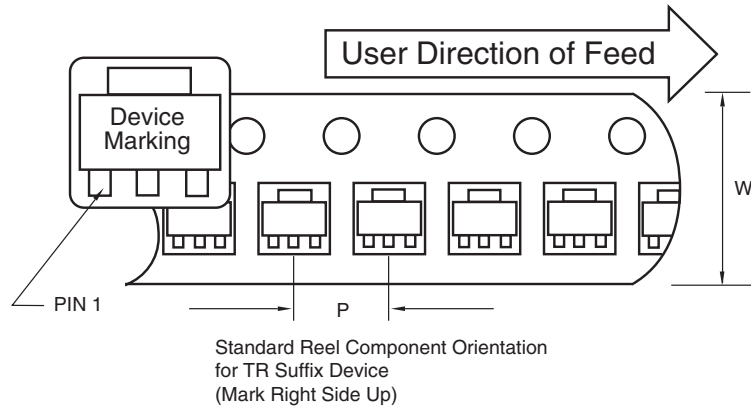 User Direction of Feed
Device
Marking
W
PIN 1
P
Standard Reel Component Orientation
for TR Suffix Device
(Mark Right Side Up)